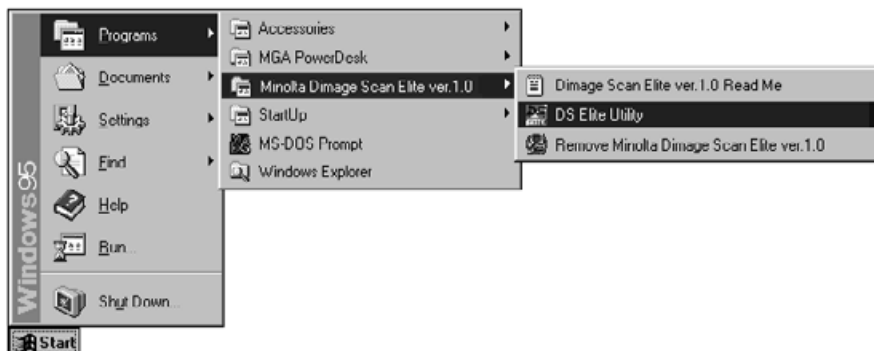 Windows95
Programs
Documents
Settings
Find
Help
Run...
Shut Down...
Start
Accessories
MGA PowerDesk
Minolta Dimage Scan Elite ver.1.0
StartUp
MS-DOS Prompt
Windows Explorer
Dimage Scan Elite ver.1.0 Read Me
DS Elite Utility
Remove Minolta Dimage Scan Elite ver.1.0